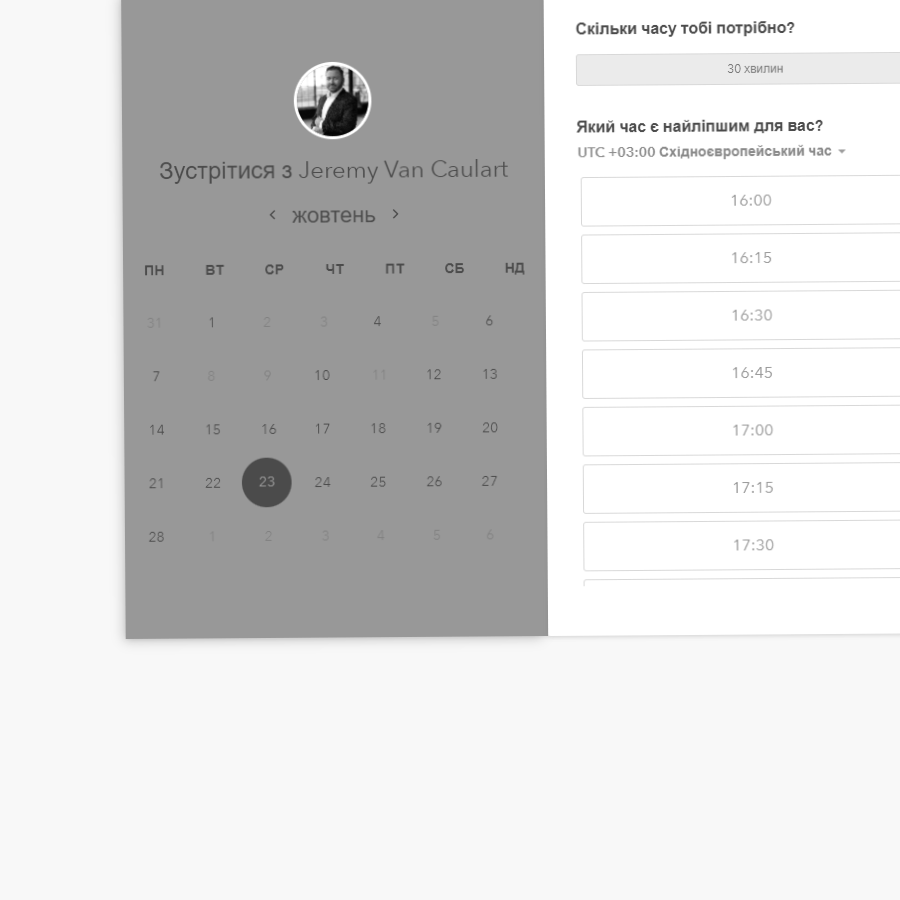 Зустрітися з Jeremy Van Caulart
< жовтень >
ПН ВТ СР ЧТ ПТ СБ НД
31 1 2 3 4 5 6
7 8 9 10 11 12 13
14 15 16 17 18 19 20
21 22 23 24 25 26 27
28 1 2 3 4 5 6
Скільки часу тобі потрібно?
30 хвилин
Який час є найліпшим для вас?
UTC +03:00 Східноєвропейський час
16:00
16:15
16:30
16:45
17:00
17:15
17:30